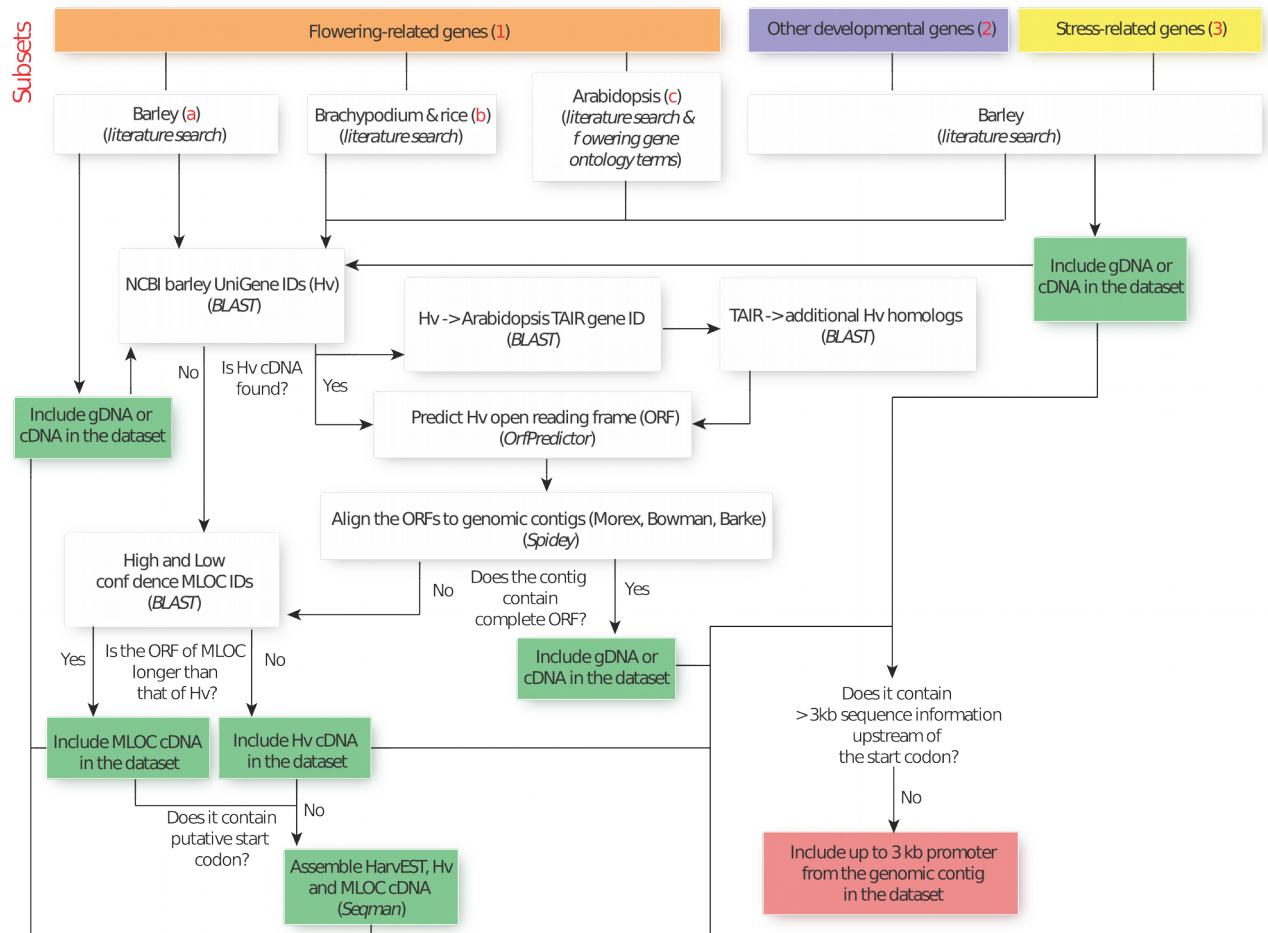 Subsets
Flowering-related genes (1)
Other developmental genes (2)
Stress-related genes (3)
Barley (a)
(literature search)
Brachypodium & rice (b)
(literature search)
Arabidopsis (c)
(literature search &
f owering gene
ontology terms)
Barley
(literature search)
NCBI barley UniGene IDs (Hv)
(BLAST)
Include gDNA or
cDNA in the dataset
Hv -> Arabidopsis TAIR gene ID
(BLAST)
TAIR -> additional Hv homologs
(BLAST)
No
Is Hv cDNA
found?
Yes
Include gDNA or
cDNA in the dataset
Predict Hv open reading frame (ORF)
(OrfPredictor)
Align the ORFs to genomic contigs (Morex, Bowman, Barke)
(Spidey)
High and Low
conf dence MLOC IDs
(BLAST)
No
Does the contig
contain
complete ORF?
Yes
Yes
Is the ORF of MLOC
longer than
that of Hv?
No
Include gDNA or
cDNA in the dataset
Does it contain
>3kb sequence information
upstream of
the start codon?
Include MLOC cDNA
in the dataset
Include Hv cDNA
in the dataset
No
Does it contain
putative start
codon?
No
Include up to 3 kb promoter
from the genomic contig
in the dataset
Assemble HarvEST, Hv
and MLOC cDNA
(Seqman)